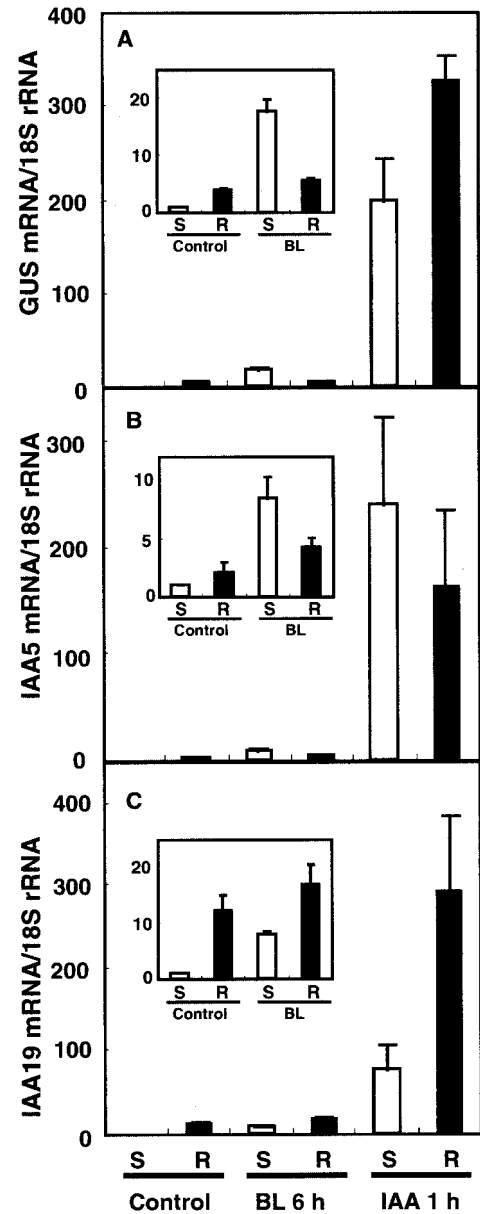 GUS mRNA/18S rRNA
400
300
200
100
0
A
20
10
0
S R S R
Control BL
IAA5 mRNA/18S rRNA
300
200
100
0
B
10
5
0
S R S R
Control BL
IAA19 mRNA/18S rRNA
400
300
200
100
0
C
20
10
0
S R S R
Control BL
S R S R S R
Control BL 6 h IAA 1 h